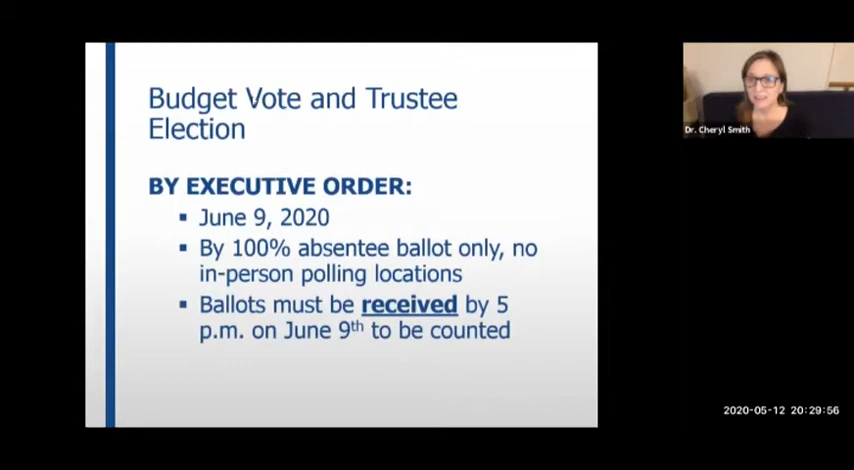 Budget Vote and Trustee
Election
BY EXECUTIVE ORDER:
▪ June 9, 2020
▪ By 100% absentee ballot only, no
in-person polling locations
▪ Ballots must be received by 5
p.m. on June 9th to be counted
Dr. Cheryl Smith
2020-05-12 20:29:56